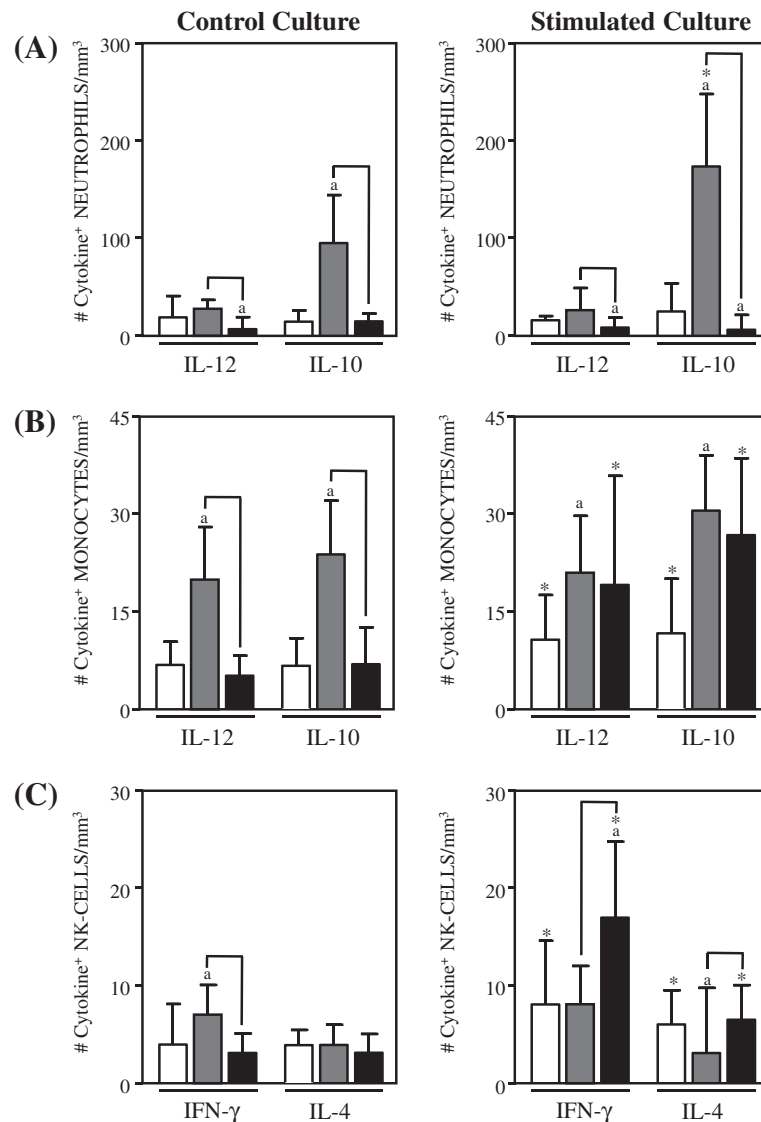 Control Culture
Stimulated Culture
(A)
# Cytokine⁺ NEUTROPHILS/mm³
300
200
100
0
a
a
IL-12
IL-10
# Cytokine⁺ NEUTROPHILS/mm³
300
200
100
0
a
*
a
a
IL-12
IL-10
(B)
# Cytokine⁺ MONOCYTES/mm³
45
30
15
0
a
a
IL-12
IL-10
# Cytokine⁺ MONOCYTES/mm³
45
30
15
0
*
a
*
*
a
*
IL-12
IL-10
(C)
# Cytokine⁺ NK-CELLS/mm³
30
20
10
0
a
IFN-γ
IL-4
# Cytokine⁺ NK-CELLS/mm³
30
20
10
0
*
*
a
*
a
*
IFN-γ
IL-4